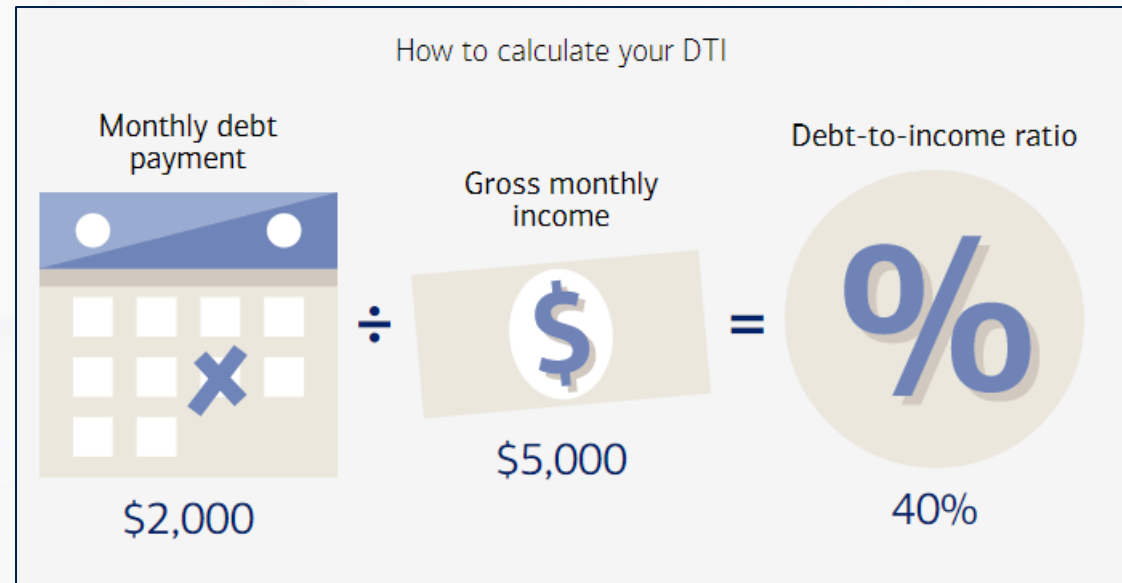 How to calculate your DTI
Monthly debt
payment
$2,000
÷
Gross monthly
income
$
$5,000
=
Debt-to-income ratio
%
40%